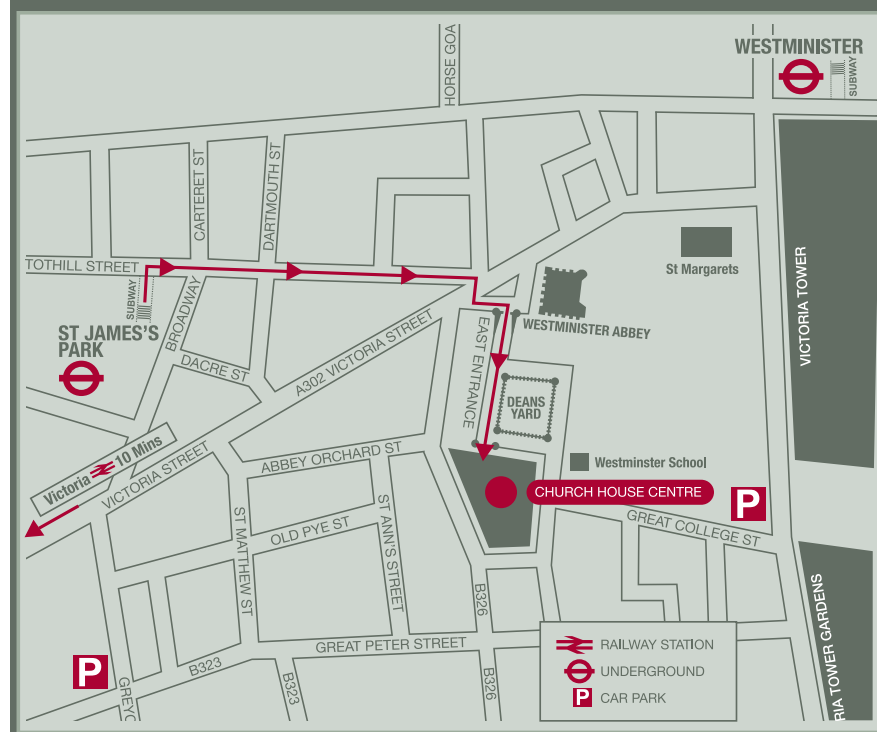 HORSE GOA
WESTMINISTER
SUBWAY
CARTERET ST
DARTMOUTH ST
TOTHILL STREET
St Margarets
SUBWAY
ST JAMES'S
PARK
BROADWAY
WESTMINISTER ABBEY
VICTORIA TOWER
A302 VICTORIA STREET
EAST ENTRANCE
DACRE ST
DEANS
YARD
ABBEY ORCHARD ST
Victoria 10 Mins
VICTORIA STREET
Westminster School
CHURCH HOUSE CENTRE
P
GREAT COLLEGE ST
ST MATTHEW ST
OLD PYE ST
ST ANN'S STREET
B326
RIA TOWER GARDENS
GREAT PETER STREET
P
GREYC
B323
B323
B326
RAILWAY STATION
UNDERGROUND
P CAR PARK